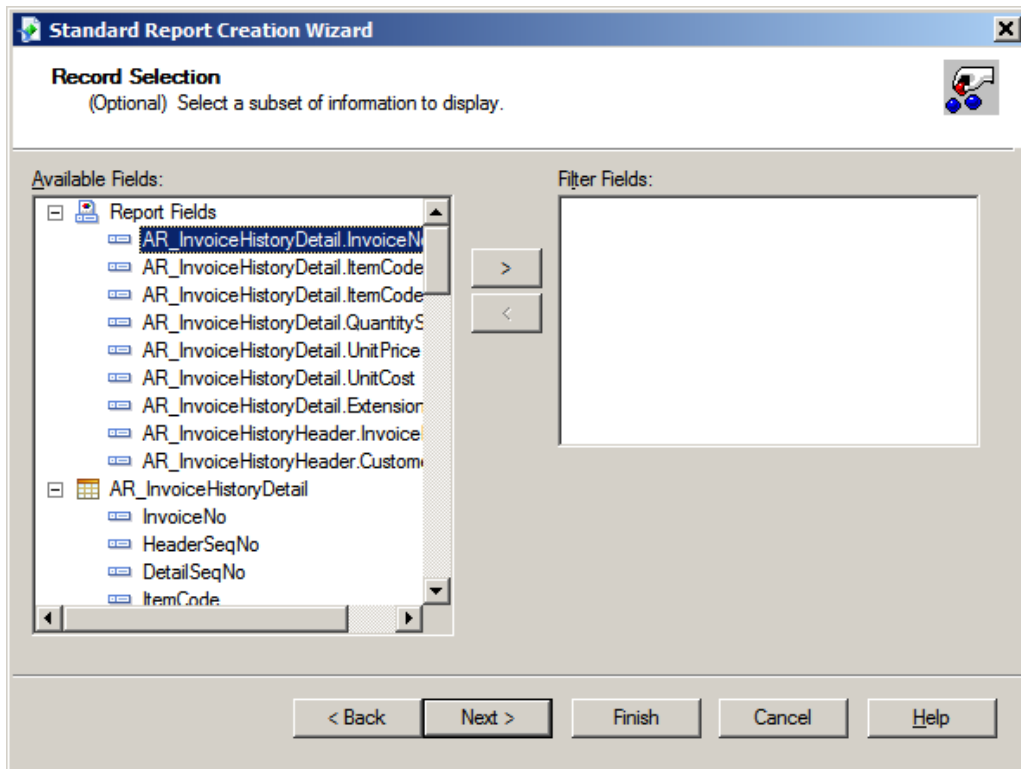 Standard Report Creation Wizard
Record Selection
(Optional) Select a subset of information to display.
Available Fields:
Filter Fields:
Report Fields
AR_InvoiceHistoryDetail.InvoiceN
AR_InvoiceHistoryDetail.ItemCode
AR_InvoiceHistoryDetail.ItemCode
AR_InvoiceHistoryDetail.QuantityS
AR_InvoiceHistoryDetail.UnitPrice
AR_InvoiceHistoryDetail.UnitCost
AR_InvoiceHistoryDetail.Extension
AR_InvoiceHistoryHeader.Invoice
AR_InvoiceHistoryHeader.Custom
AR_InvoiceHistoryDetail
InvoiceNo
HeaderSeqNo
DetailSeqNo
ItemCode
>
<
< Back
Next >
Finish
Cancel
Help